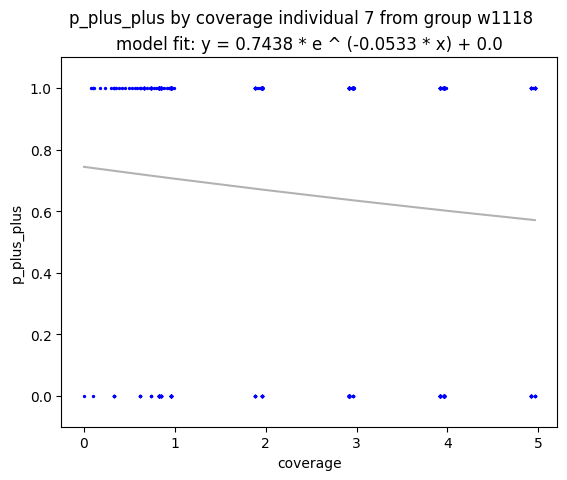 p_plus_plus by coverage individual 7 from group w1118
model fit: y = 0.7438 * e ^ (-0.0533 * x) + 0.0
1.0
0.8
0.6
0.4
0.2
0.0
p_plus_plus
0 1 2 3 4 5
coverage